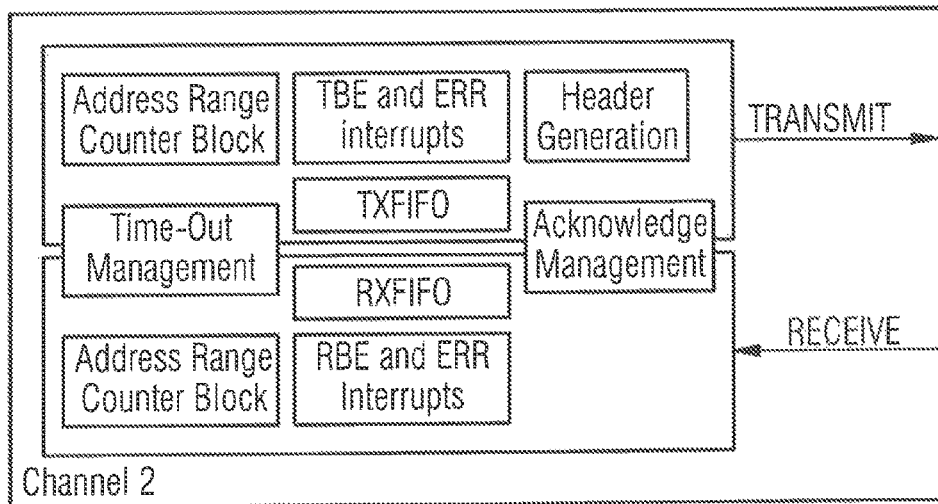 Address Range
Counter Block
TBE and ERR
interrupts
Header
Generation
TRANSMIT
TXFIFO
Time-Out
Management
Acknowledge
Management
RXFIFO
RECEIVE
Address Range
Counter Block
RBE and ERR
Interrupts
Channel 2